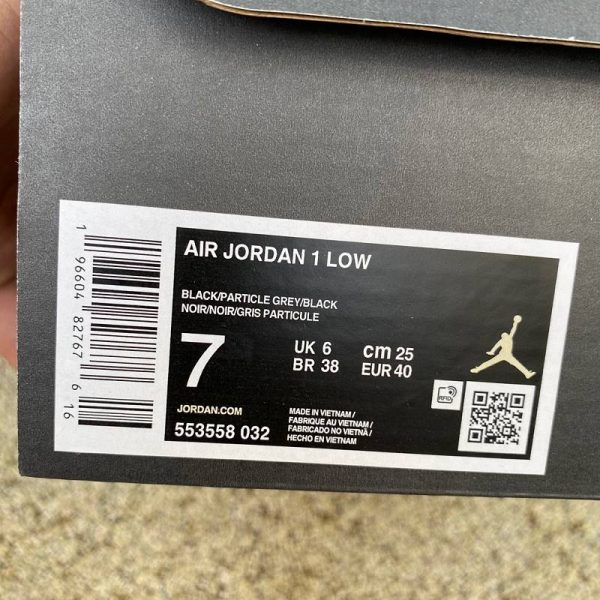 AIR JORDAN 1 LOW
BLACK/PARTICLE GREY/BLACK
NOIR/NOIR/GRIS PARTICULE
7
UK 6 cm 25
BR 38 EUR 40
JORDAN.COM
553558 032
MADE IN VIETNAM /
FABRIQUE AU VIETNAM /
FABRICADO NO VIETNÃ /
HECHO EN VIETNAM
RFID
1 96604 82767 6 16